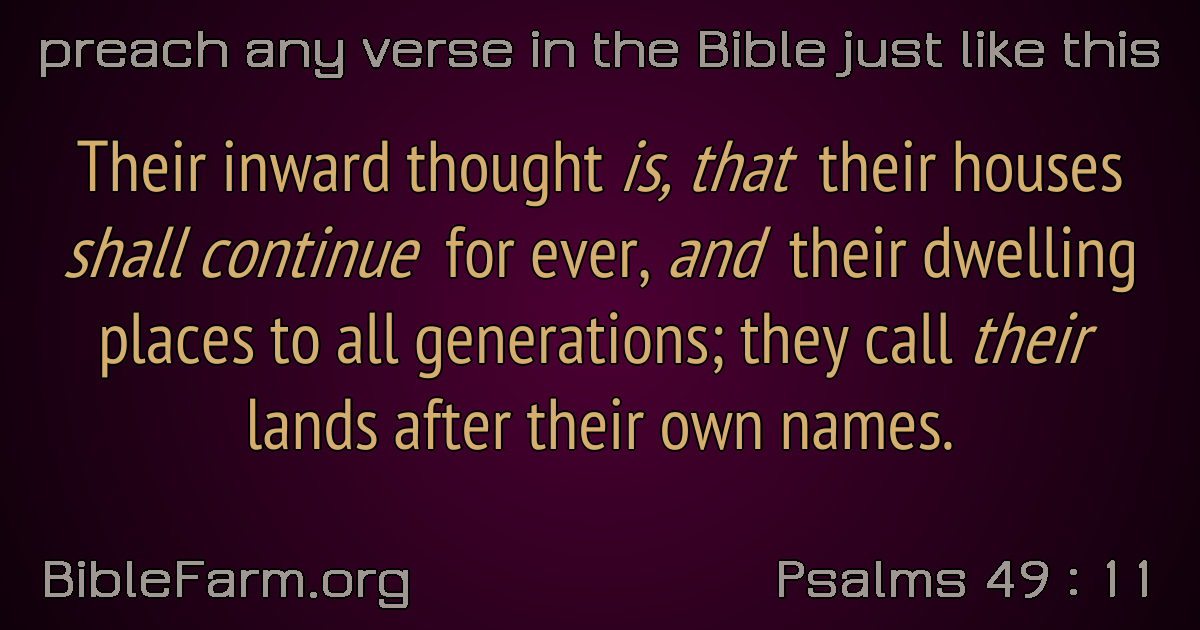 preach any verse in the Bible just like this
Their inward thought is, that their houses
shall continue for ever, and their dwelling
places to all generations; they call their
lands after their own names.
BibleFarm.org
Psalms 49 : 11